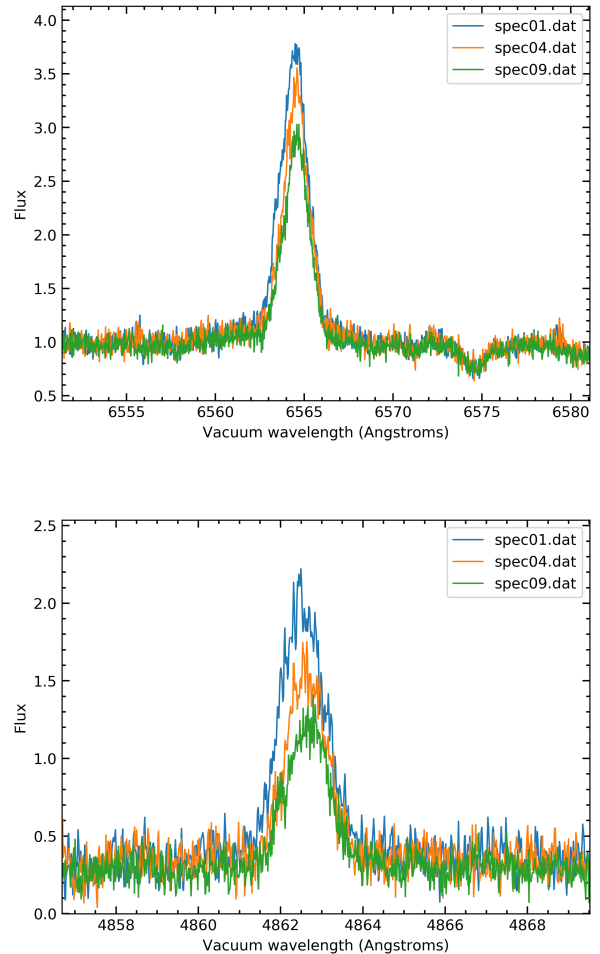 4.0
3.5
3.0
2.5
2.0
1.5
1.0
0.5
Flux
spec01.dat
spec04.dat
spec09.dat
6555 6560 6565 6570 6575 6580
Vacuum wavelength (Angstroms)
2.5
2.0
1.5
1.0
0.5
0.0
Flux
spec01.dat
spec04.dat
spec09.dat
4858 4860 4862 4864 4866 4868
Vacuum wavelength (Angstroms)